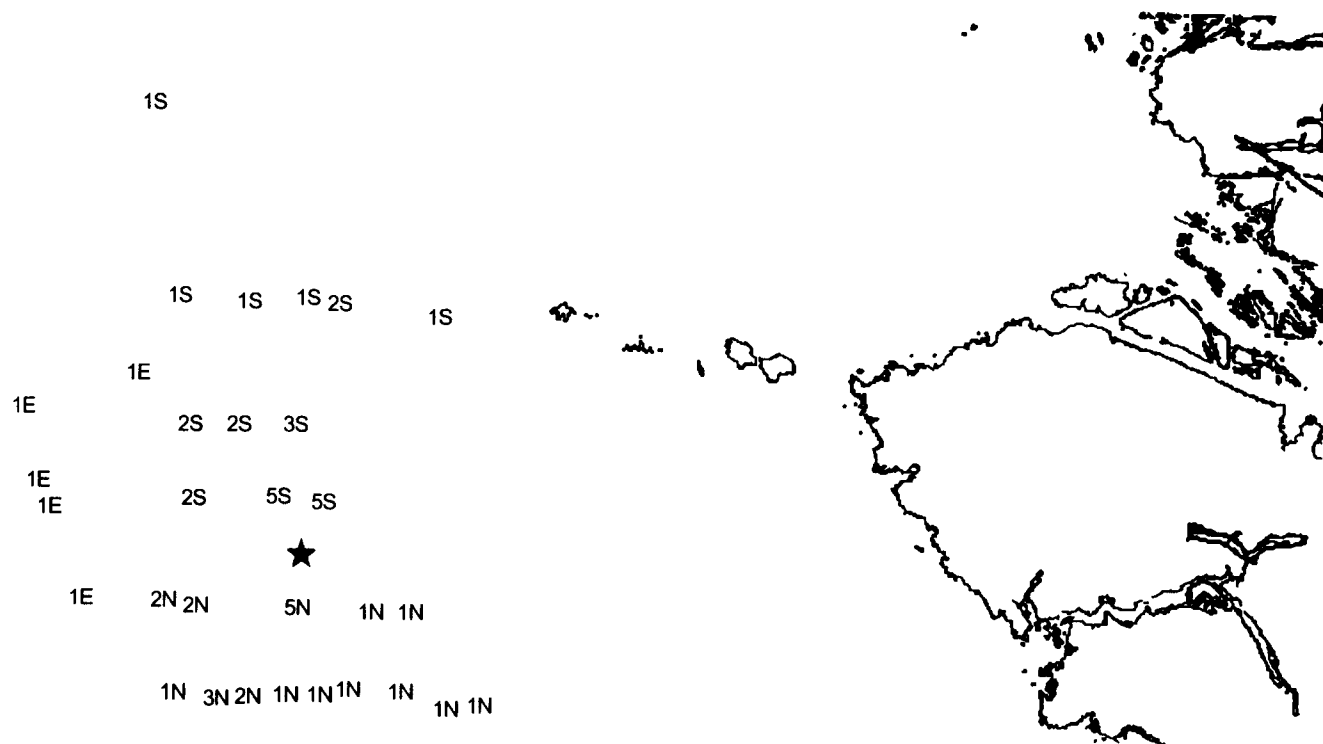 1S
1S 1S 1S 2S 1S
1E
1E
2S 2S 3S
1E
2S 5S 5S
1E
1E 2N 2N 5N 1N 1N
1N 3N 2N 1N 1N 1N 1N 1N 1N